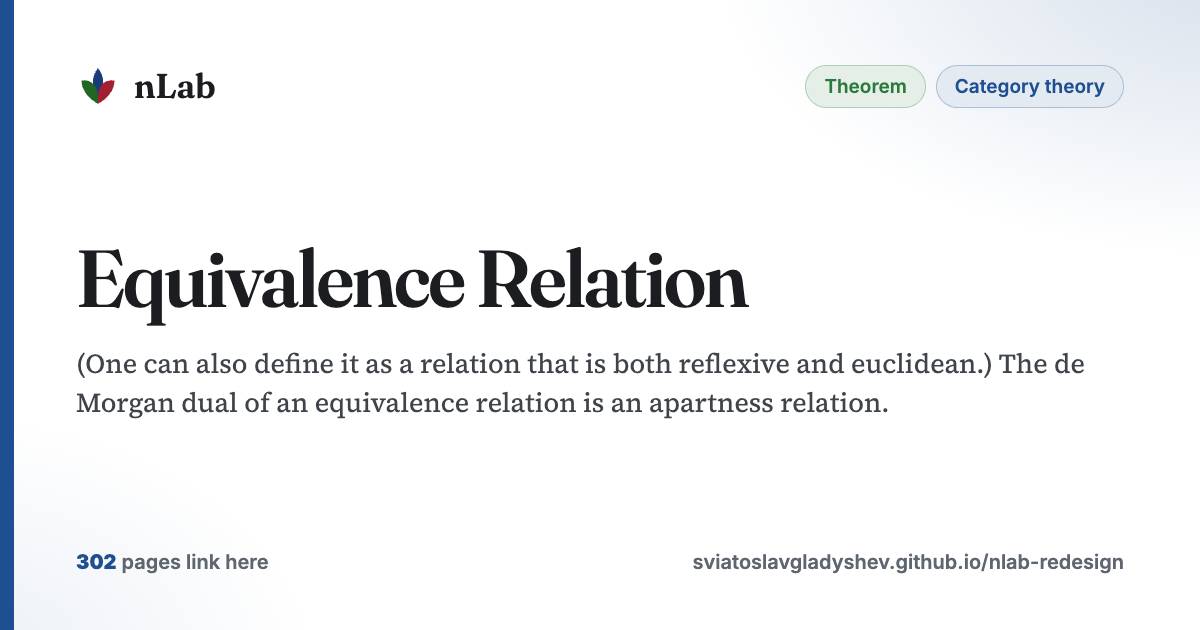 nLab
Theorem
Category theory
Equivalence Relation
(One can also define it as a relation that is both reflexive and euclidean.) The de
Morgan dual of an equivalence relation is an apartness relation.
302 pages link here
sviatoslavgladyshev.github.io/nlab-redesign